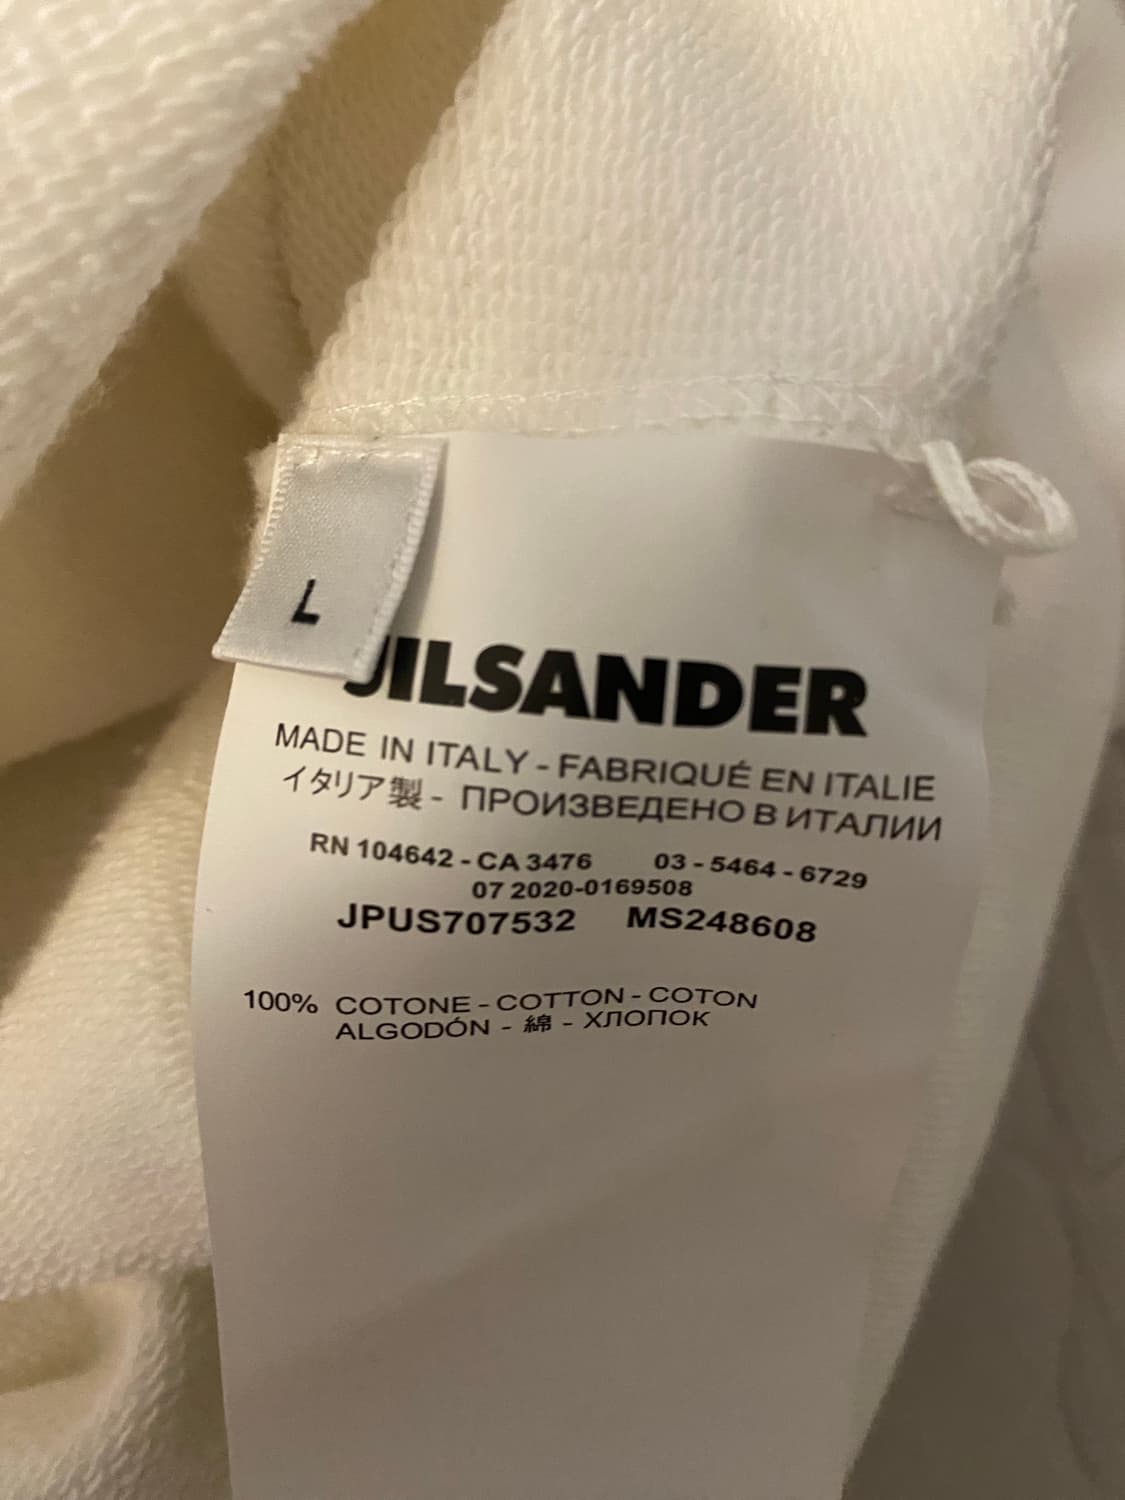 L
JILSANDER
MADE IN ITALY - FABRIQUÉ EN ITALIE
イタリア製 - ПРОИЗВЕДЕНО В ИТАЛИИ
RN 104642 - CA 3476 03 - 5464 - 6729
07 2020-0169508
JPUS707532 MS248608
100% COTONE - COTTON - COTON
ALGODÓN - 綿 - ХЛОПОК